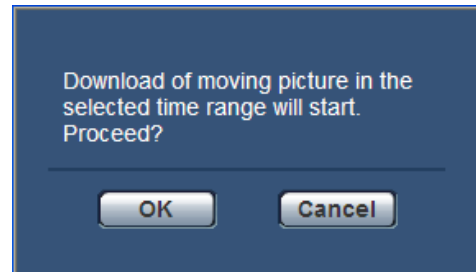 Download of moving picture in the
selected time range will start.
Proceed?
OK
Cancel